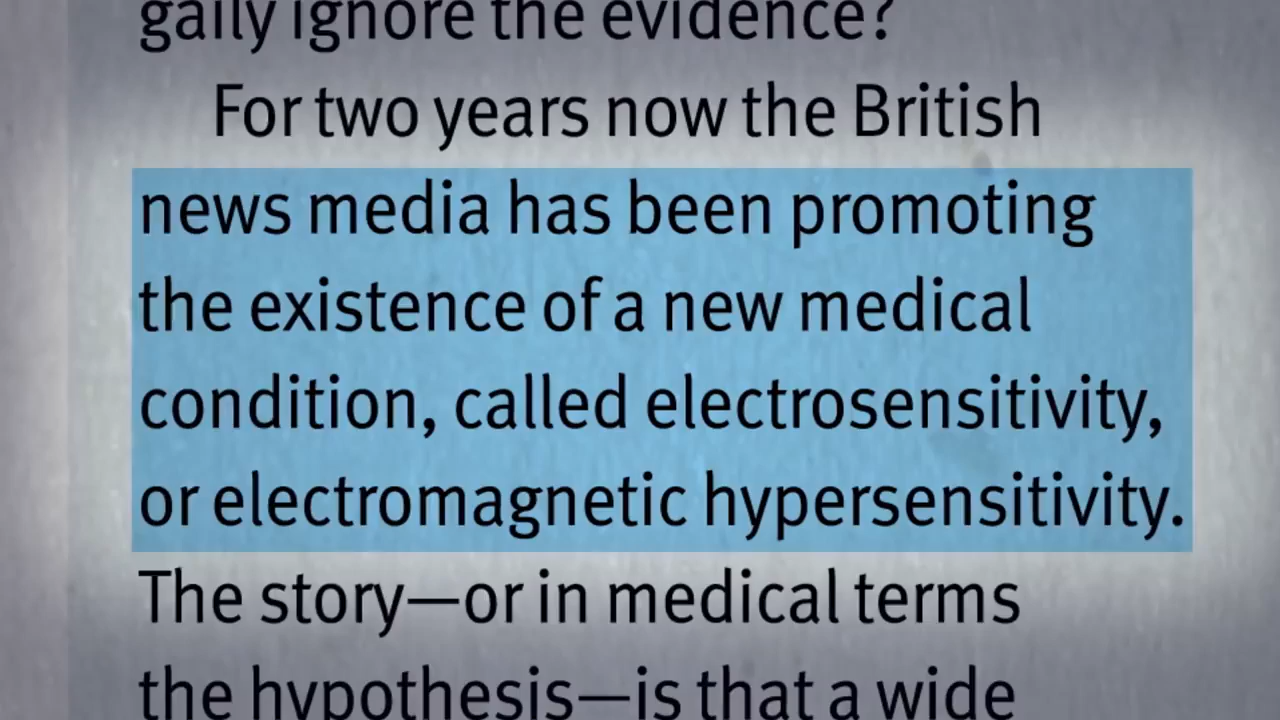 gaily ignore the evidence?
For two years now the British
news media has been promoting
the existence of a new medical
condition, called electrosensitivity,
or electromagnetic hypersensitivity.
The story—or in medical terms
the hypothesis—is that a wide